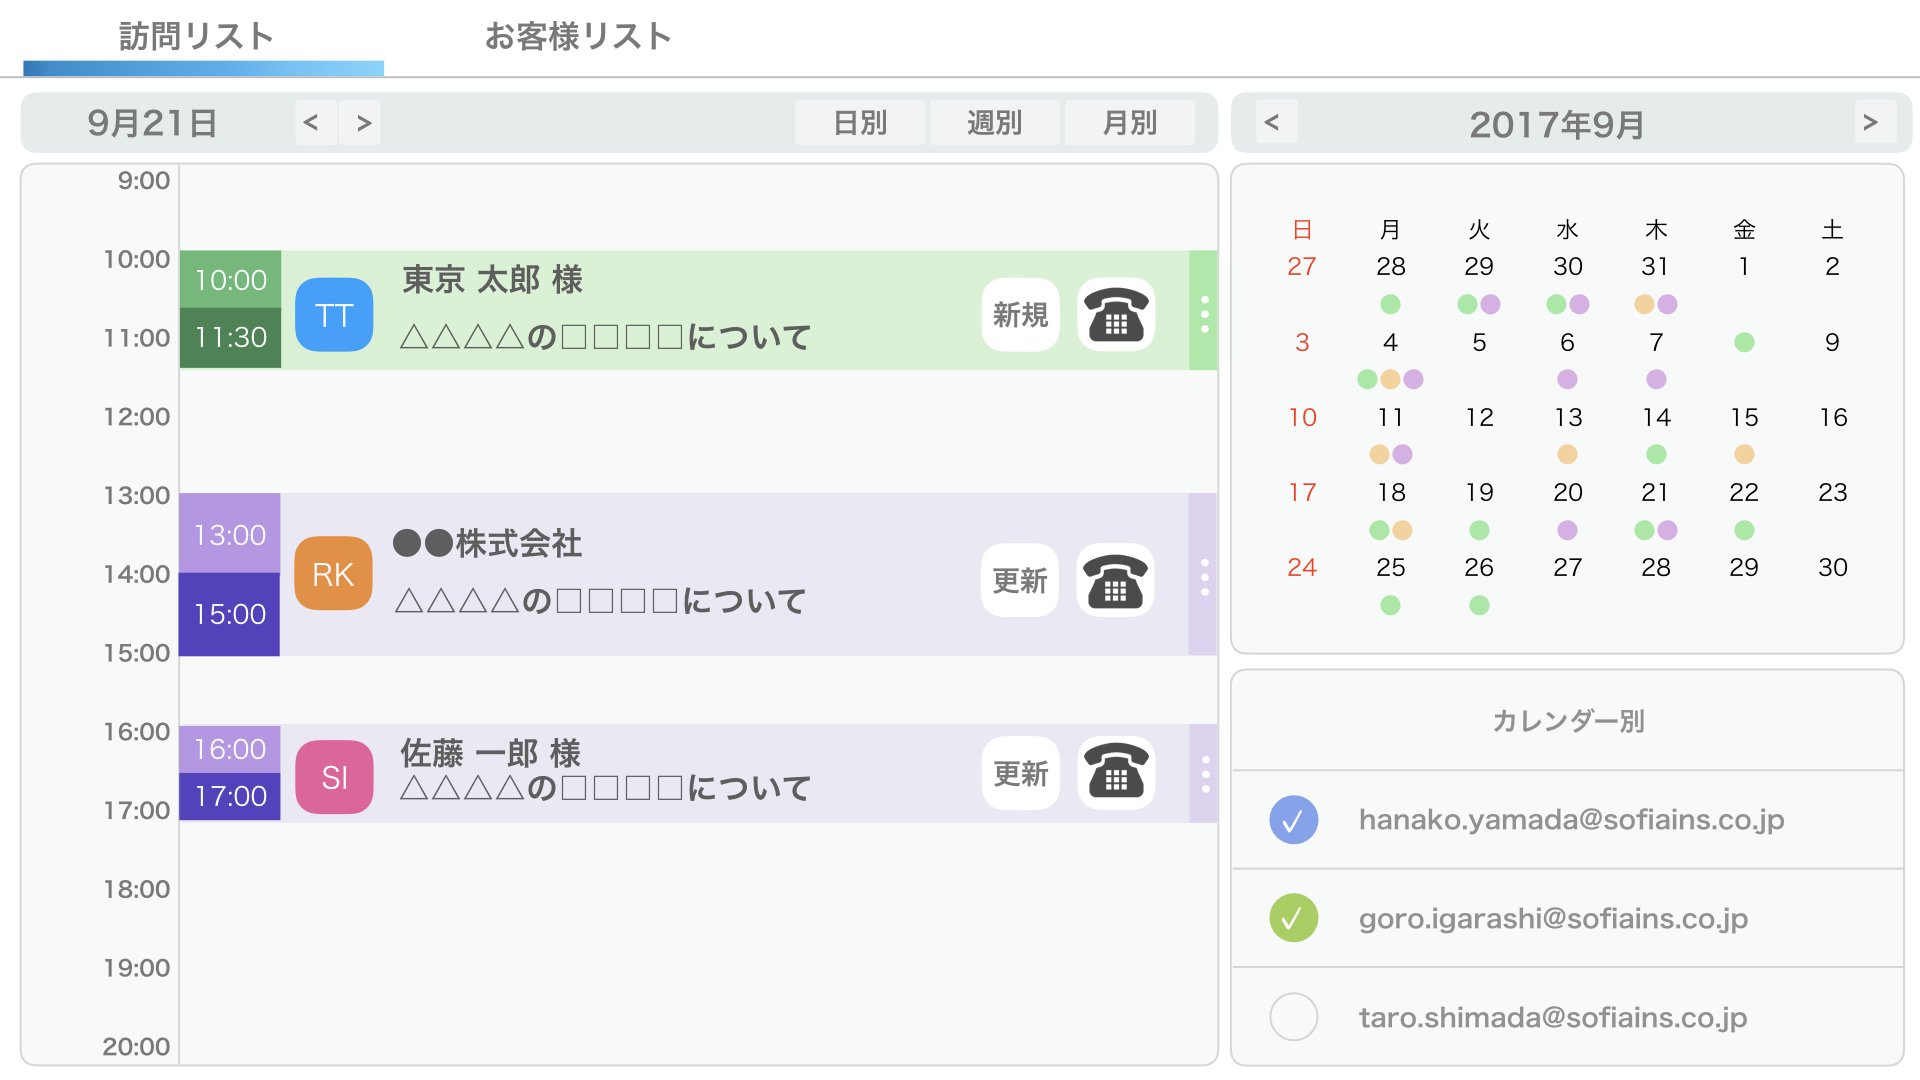 訪問リスト お客様リスト
9月21日 < > 日別 週別 月別
9:00
10:00
11:00
12:00
13:00
14:00
15:00
16:00
17:00
18:00
19:00
20:00
10:00
11:30
TT
東京 太郎 様
△△△△の□□□□について
新規
13:00
15:00
RK
●●株式会社
△△△△の□□□□について
更新
16:00
17:00
SI
佐藤 一郎 様
△△△△の□□□□について
更新
< 2017年9月 >
日 月 火 水 木 金 土
27 28 29 30 31 1 2
3 4 5 6 7 9
10 11 12 13 14 15 16
17 18 19 20 21 22 23
24 25 26 27 28 29 30
カレンダー別
hanako.yamada@sofiains.co.jp
goro.igarashi@sofiains.co.jp
taro.shimada@sofiains.co.jp